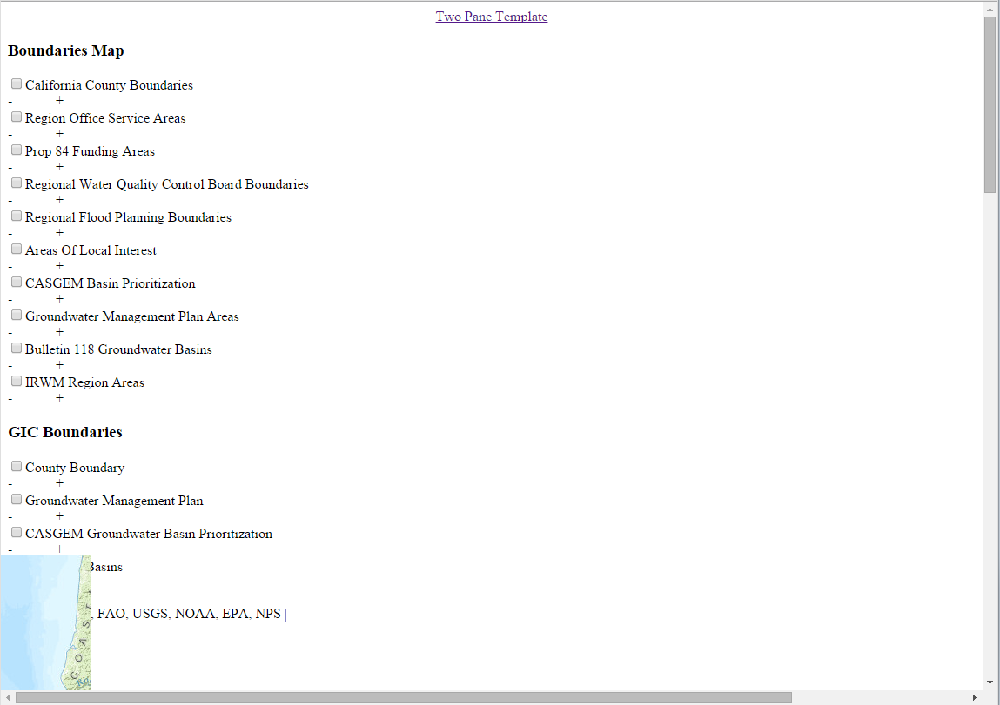 Two Pane Template
Boundaries Map
California County Boundaries
- +
Region Office Service Areas
- +
Prop 84 Funding Areas
- +
Regional Water Quality Control Board Boundaries
- +
Regional Flood Planning Boundaries
- +
Areas Of Local Interest
- +
CASGEM Basin Prioritization
- +
Groundwater Management Plan Areas
- +
Bulletin 118 Groundwater Basins
- +
IRWM Region Areas
- +
GIC Boundaries
County Boundary
- +
Groundwater Management Plan
- +
CASGEM Groundwater Basin Prioritization
- +
, FAO, USGS, NOAA, EPA, NPS |
COAST